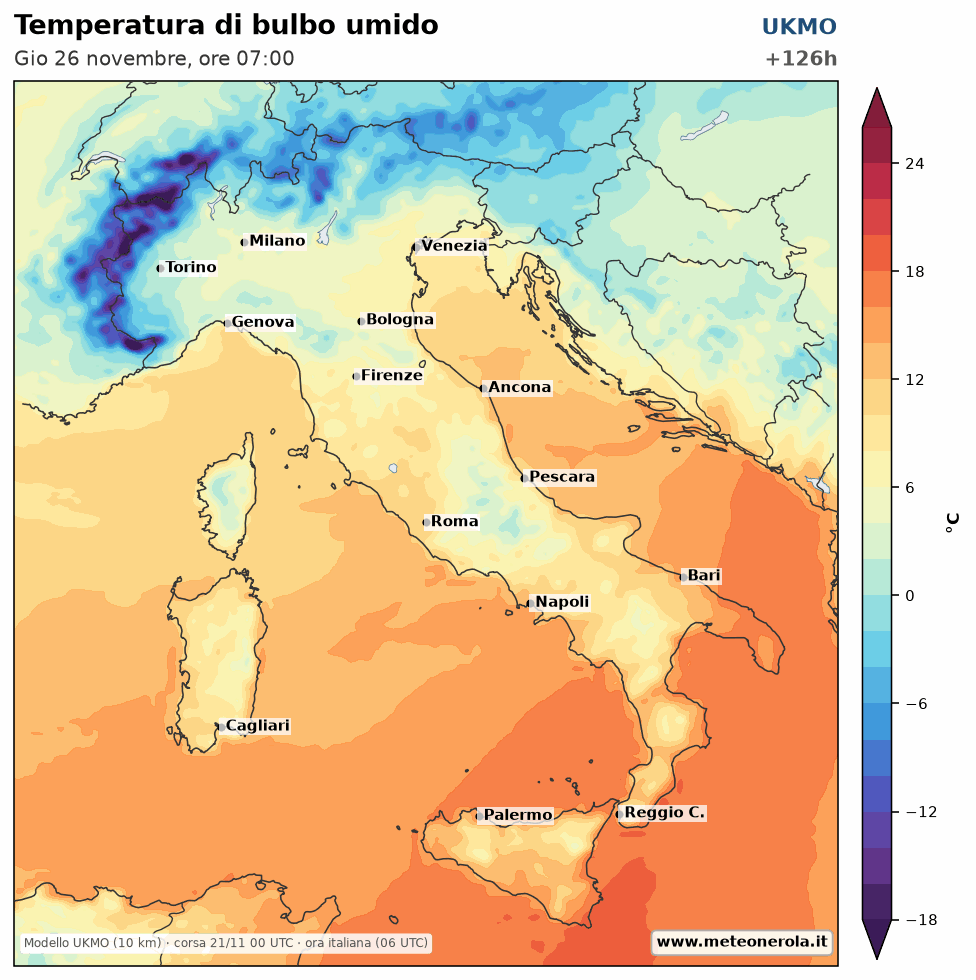 Temperatura di bulbo umido
UKMO
Gio 26 novembre, ore 07:00
+126h
Milano
Venezia
Torino
Genova
Bologna
Firenze
Ancona
Pescara
Roma
Bari
Napoli
Cagliari
Palermo
Reggio C.
24
18
12
6
0
−6
−12
−18
°C
Modello UKMO (10 km) · corsa 21/11 00 UTC · ora italiana (06 UTC)
www.meteonerola.it